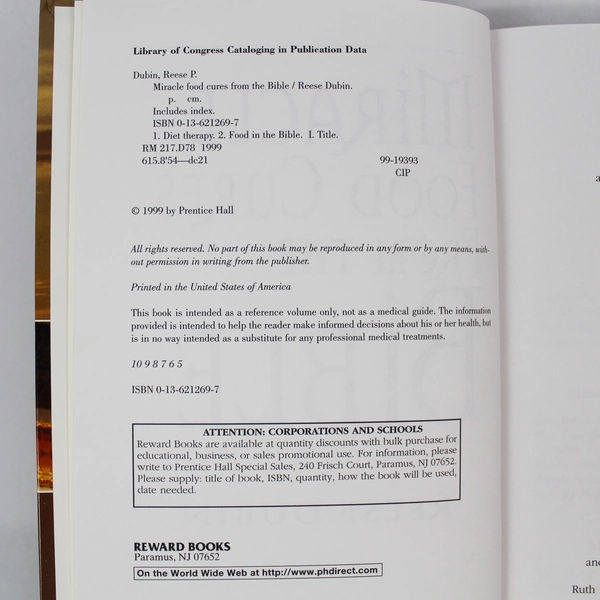 Library of Congress Cataloging in Publication Data
Dubin, Reese P.
Miracle food cures from the Bible / Reese Dubin.
p. cm.
Includes index.
ISBN 0-13-621269-7
1. Diet therapy. 2. Food in the Bible. I. Title.
RM 217.D78 1999
615.8'54—dc21 99-19393
CIP
© 1999 by Prentice Hall
All rights reserved. No part of this book may be reproduced in any form or by any means, with-
out permission in writing from the publisher.
Printed in the United States of America
This book is intended as a reference volume only, not as a medical guide. The information
provided is intended to help the reader make informed decisions about his or her health, but
is in no way intended as a substitute for any professional medical treatments.
10 9 8 7 6 5
ISBN 0-13-621269-7
ATTENTION: CORPORATIONS AND SCHOOLS
Reward Books are available at quantity discounts with bulk purchase for
educational, business, or sales promotional use. For information, please
write to Prentice Hall Special Sales, 240 Frisch Court, Paramus, NJ 07652.
Please supply: title of book, ISBN, quantity, how the book will be used,
date needed.
REWARD BOOKS
Paramus, NJ 07652
On the World Wide Web at http://www.phdirect.com
Ruth